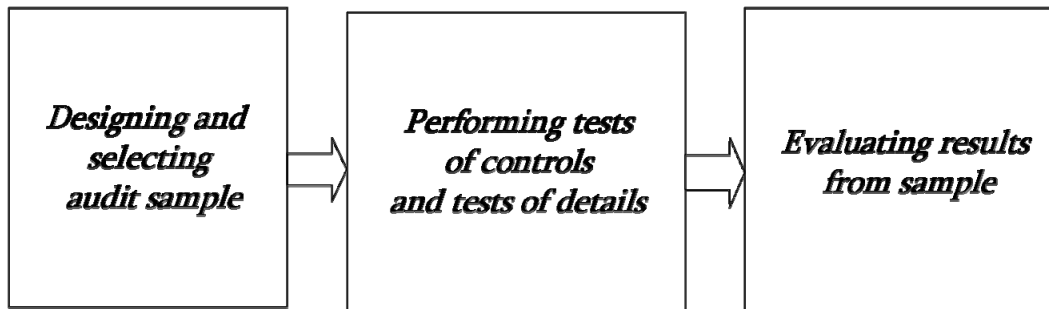 Designing and
selecting
audit sample
Performing tests
of controls
and tests of details
Evaluating results
from sample